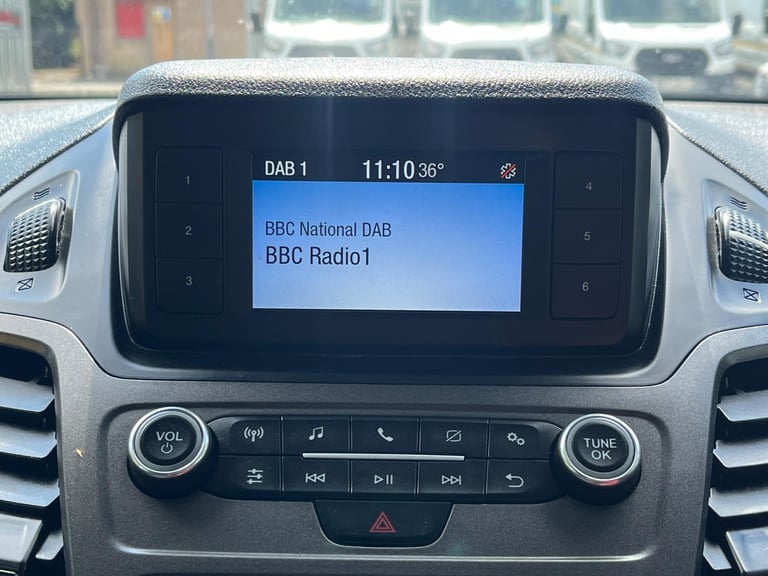 DAB 1 11:10 36°
BBC National DAB
BBC Radio1
1
2
3
4
5
6
VOL
TUNE
OK